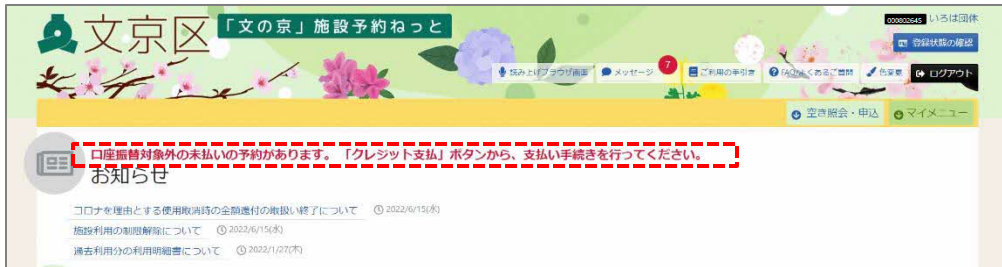 文京区 「文の京」施設予約ねっと
000802645 いろは団体
登録状態の確認
読み上げブラウザ画面 メッセージ 7 ご利用の手引き FAQ/よくあるご質問 色変更 ログアウト
空き照会・申込 マイメニュー
口座振替対象外の未払いの予約があります。「クレジット支払」ボタンから、支払い手続きを行ってください。
お知らせ
コロナを理由とする使用取消時の全額還付の取扱い終了について 2022/6/15(水)
施設利用の制限解除について 2022/6/15(水)
過去利用分の利用明細書について 2022/1/27(木)